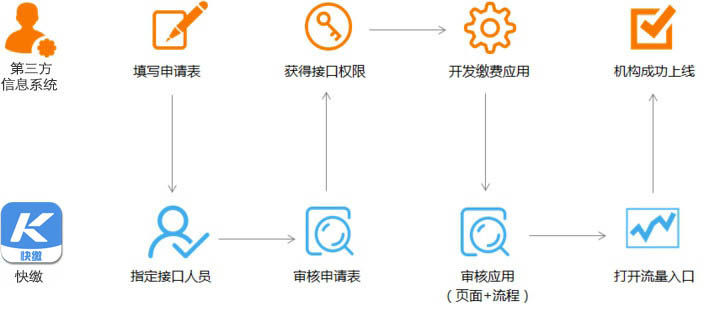 第三方
信息系统
填写申请表
获得接口权限
开发缴费应用
机构成功上线
K
快缴
快缴
指定接口人员
审核申请表
审核应用
（页面+流程）
打开流量入口